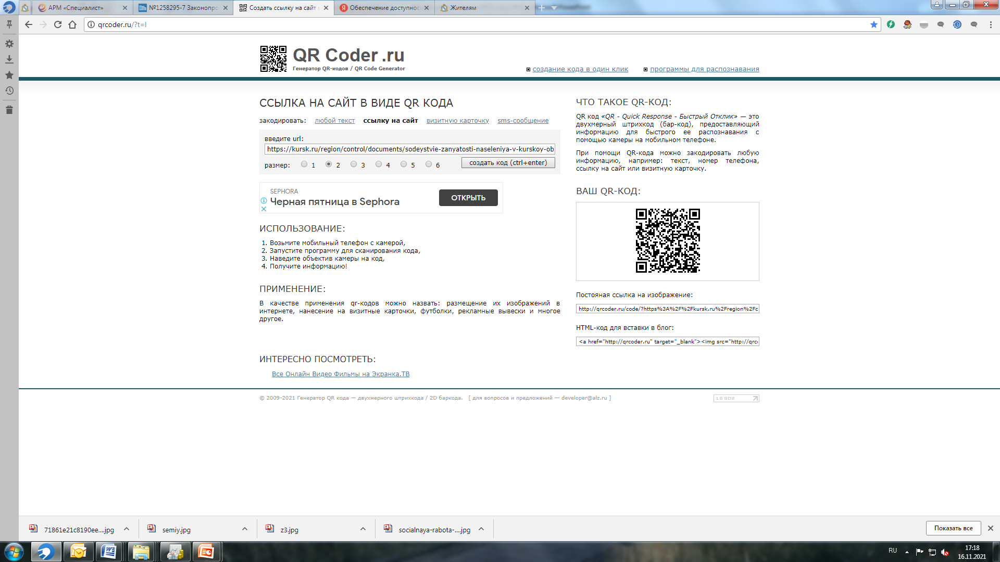 АРМ «Специалист»
№1258295-7 Законопро
Создать ссылку на сайт
Обеспечение доступнос
Жителям
qrcoder.ru/?t=l
QR Coder.ru
Генератор QR-кодов / QR Code Generator
создание кода в один клик
программы для распознавания
ССЫЛКА НА САЙТ В ВИДЕ QR КОДА
закодировать: любой текст ссылку на сайт визитную карточку sms-сообщение
введите url:
https://kursk.ru/region/control/documents/sodeystvie-zanyatosti-naseleniya-v-kurskoy-ob
размер: 1 2 3 4 5 6 создать код (ctrl+enter)
SEPHORA
Черная пятница в Sephora
ОТКРЫТЬ
ИСПОЛЬЗОВАНИЕ:
1. Возьмите мобильный телефон с камерой,
2. Запустите программу для сканирования кода,
3. Наведите объектив камеры на код,
4. Получите информацию!
ПРИМЕНЕНИЕ:
В качестве применения qr-кодов можно назвать: размещение их изображений в
интернете, нанесение на визитные карточки, футболки, рекламные вывески и многое
другое.
ИНТЕРЕСНО ПОСМОТРЕТЬ:
Все Онлайн Видео Фильмы на Экранка.ТВ
ЧТО ТАКОЕ QR-КОД:
QR код «QR - Quick Response - Быстрый Отклик» — это
двухмерный штрихкод (бар-код), предоставляющий
информацию для быстрого ее распознавания с
помощью камеры на мобильном телефоне.
При помощи QR-кода можно закодировать любую
информацию, например: текст, номер телефона,
ссылку на сайт или визитную карточку.
ВАШ QR-КОД:
Постояная ссылка на изображение:
http://qrcoder.ru/code/?https%3A%2F%2Fkursk.ru%2Fregion%2Fc
HTML-код для вставки в блог:
<a href="http://qrcoder.ru" target="_blank"><img src="http://qrc
© 2009-2021 Генератор QR кода — двухмерного штрихкода / 2D баркода. [ для вопросов и предложений — developer@alz.ru ]
16 902
71861e21c8190ee....jpg
semiy.jpg
z3.jpg
socialnaya-rabota-....jpg
Показать все
RU
17:18
16.11.2021